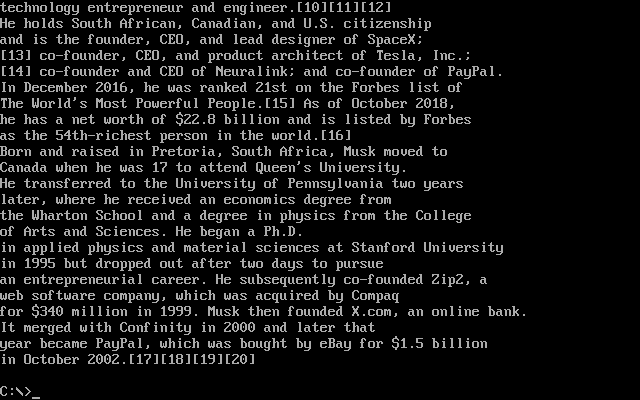 technology entrepreneur and engineer.[10][11][12]
He holds South African, Canadian, and U.S. citizenship
and is the founder, CEO, and lead designer of SpaceX;
[13] co-founder, CEO, and product architect of Tesla, Inc.;
[14] co-founder and CEO of Neuralink; and co-founder of PayPal.
In December 2016, he was ranked 21st on the Forbes list of
The World's Most Powerful People.[15] As of October 2018,
he has a net worth of $22.8 billion and is listed by Forbes
as the 54th-richest person in the world.[16]
Born and raised in Pretoria, South Africa, Musk moved to
Canada when he was 17 to attend Queen's University.
He transferred to the University of Pennsylvania two years
later, where he received an economics degree from
the Wharton School and a degree in physics from the College
of Arts and Sciences. He began a Ph.D.
in applied physics and material sciences at Stanford University
in 1995 but dropped out after two days to pursue
an entrepreneurial career. He subsequently co-founded Zip2, a
web software company, which was acquired by Compaq
for $340 million in 1999. Musk then founded X.com, an online bank.
It merged with Confinity in 2000 and later that
year became PayPal, which was bought by eBay for $1.5 billion
in October 2002.[17][18][19][20]
C:\>_